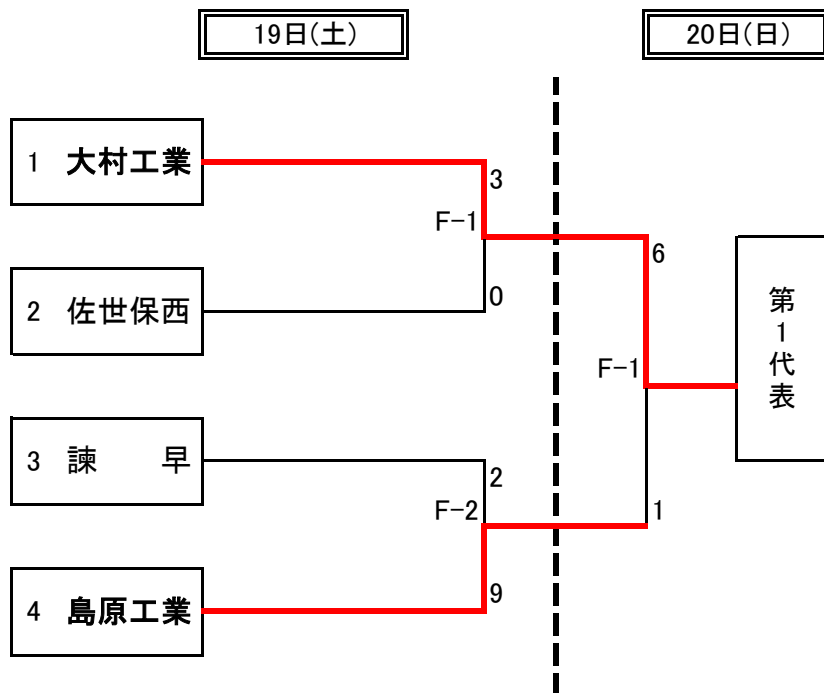 19日(土)
20日(日)
1 大村工業
3
F-1
6
2 佐世保西
0
第1代表
F-1
3 諫 早
2
F-2
1
9
4 島原工業